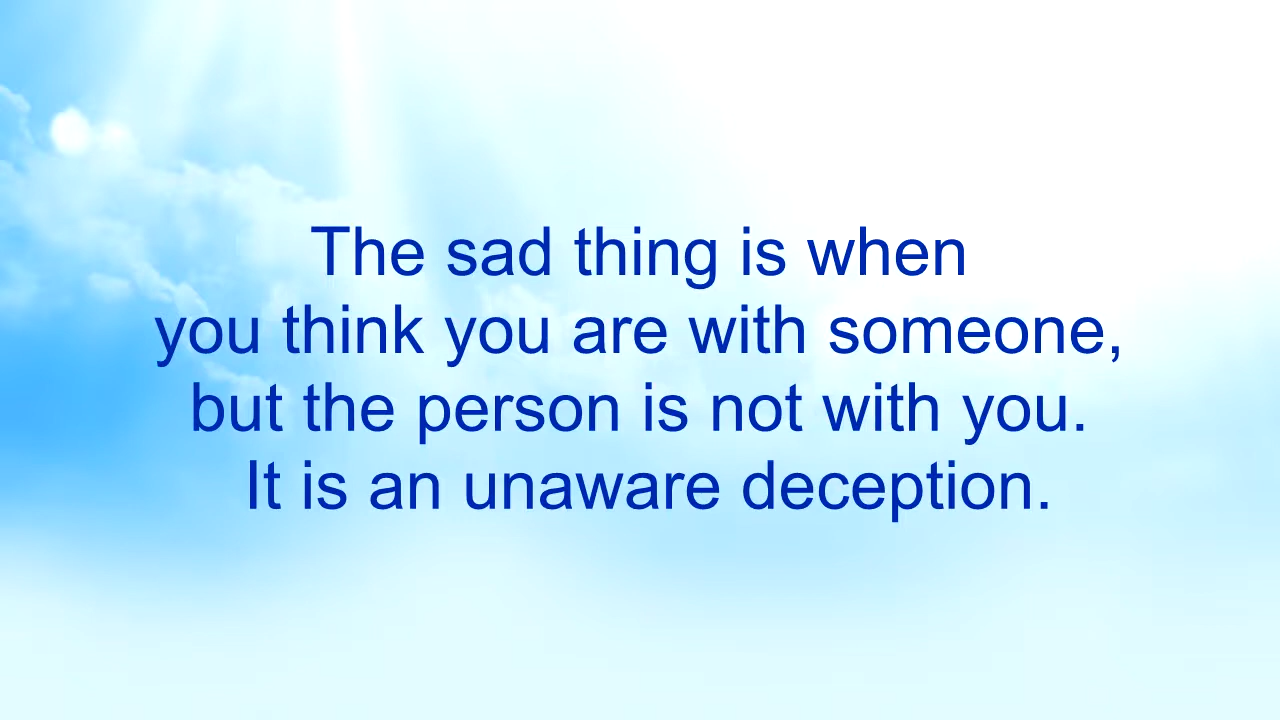 The sad thing is when
you think you are with someone,
but the person is not with you.
It is an unaware deception.